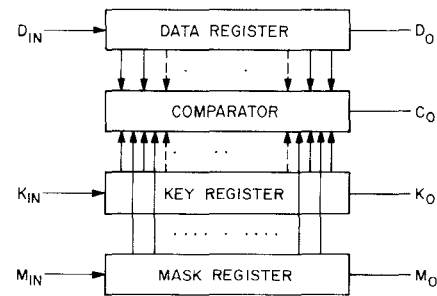 D_IN DATA REGISTER D_O
COMPARATOR C_O
K_IN KEY REGISTER K_O
M_IN MASK REGISTER M_O